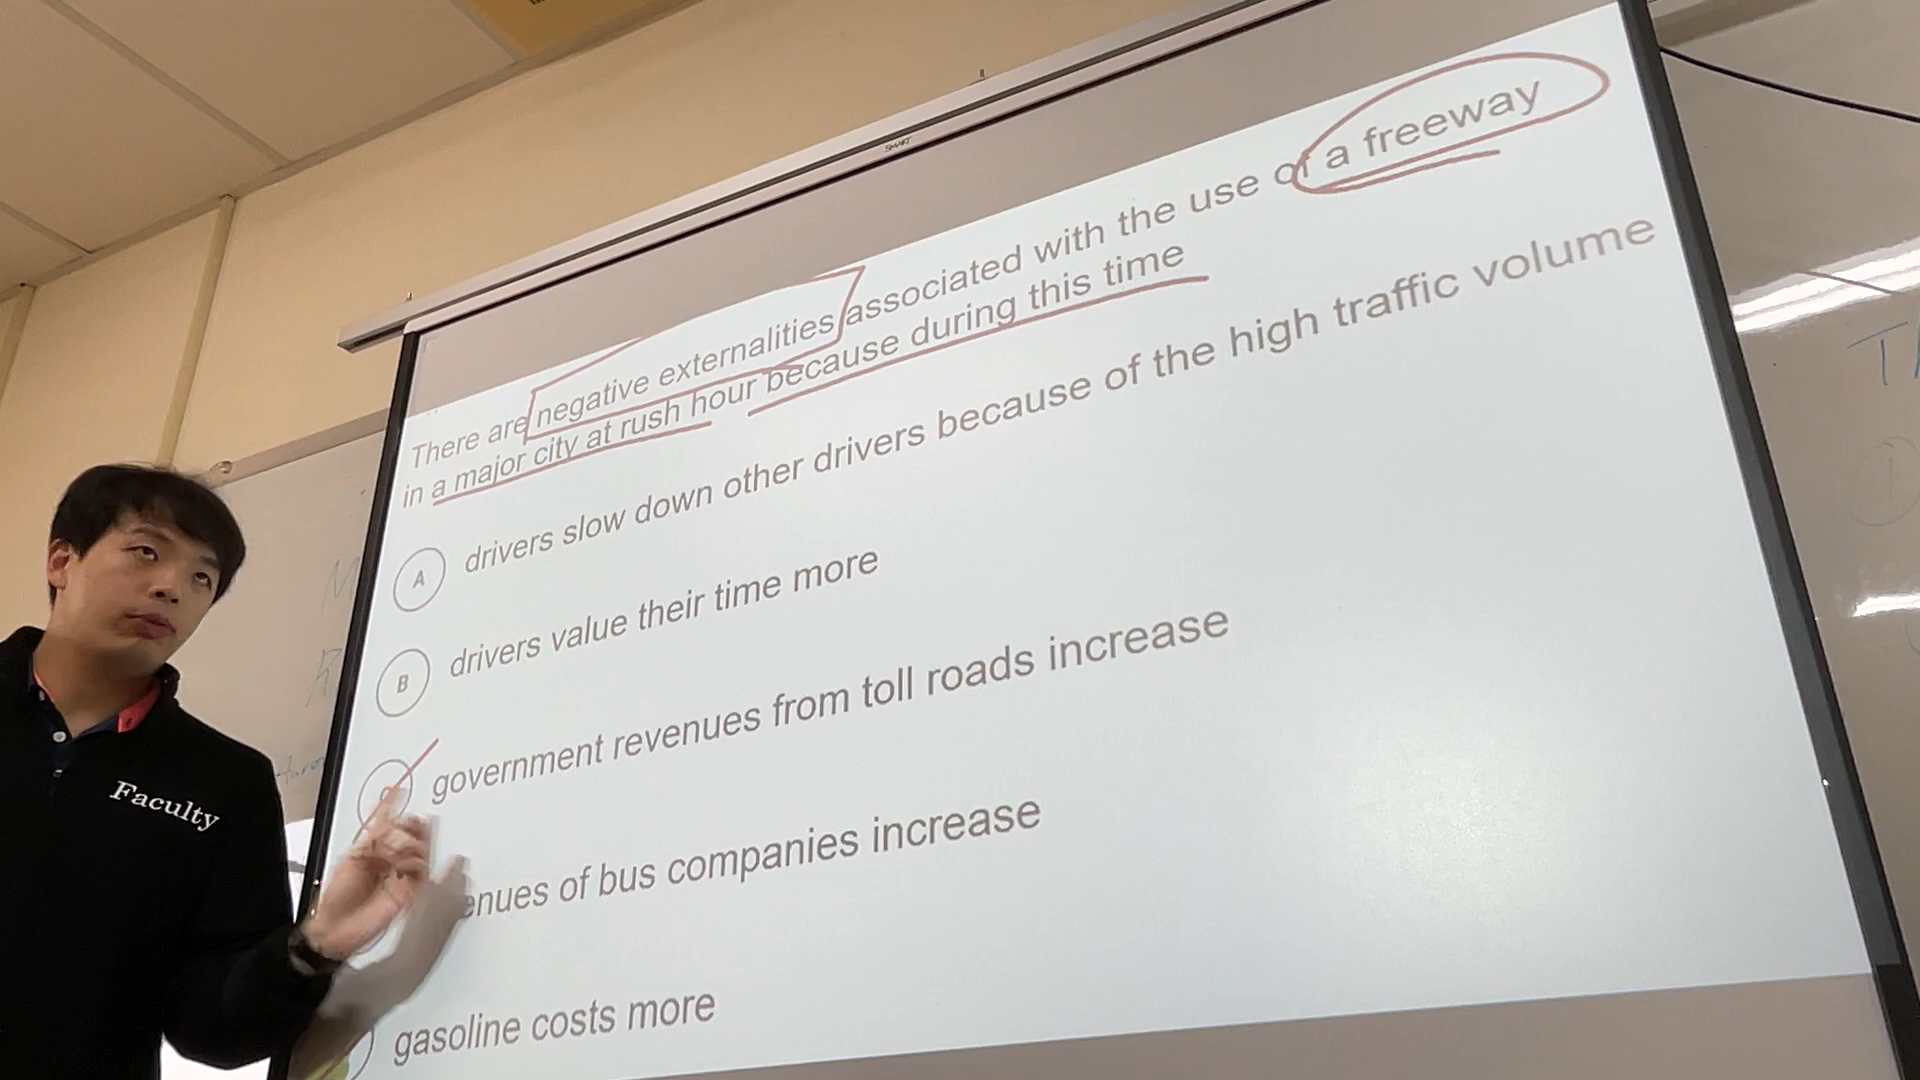 SMART
There are negative externalities associated with the use of a freeway
in a major city at rush hour because during this time
A drivers slow down other drivers because of the high traffic volume
B drivers value their time more
government revenues from toll roads increase
enues of bus companies increase
gasoline costs more
Faculty